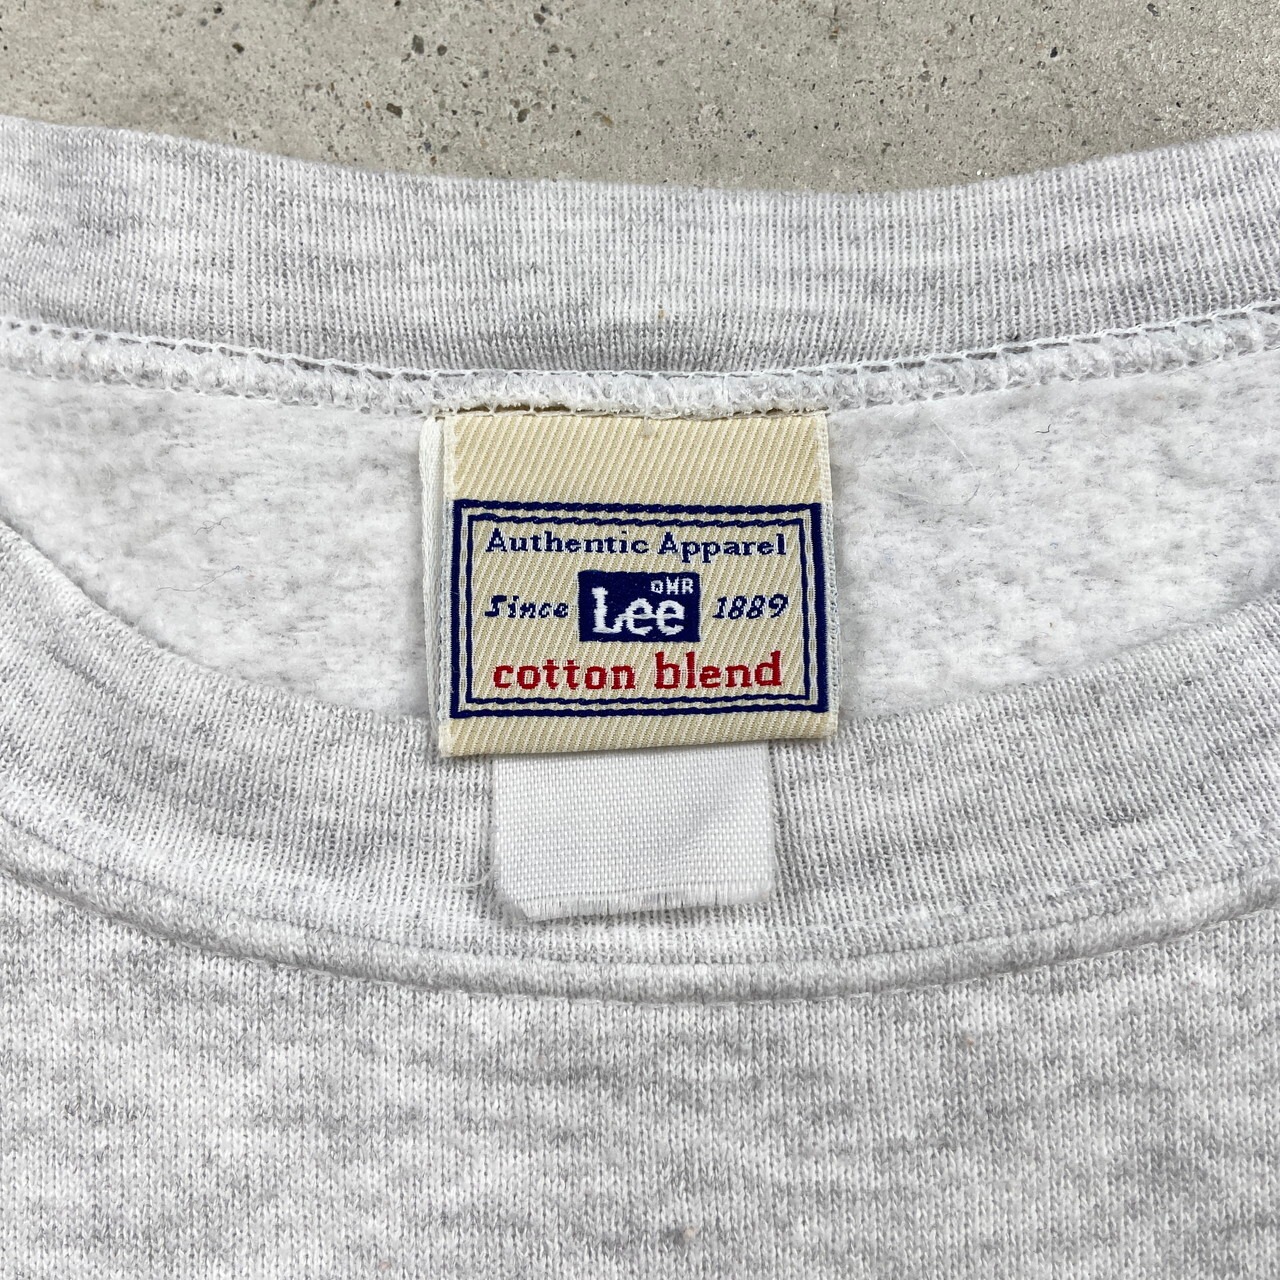 Authentic Apparel
Since Lee 1889
cotton blend